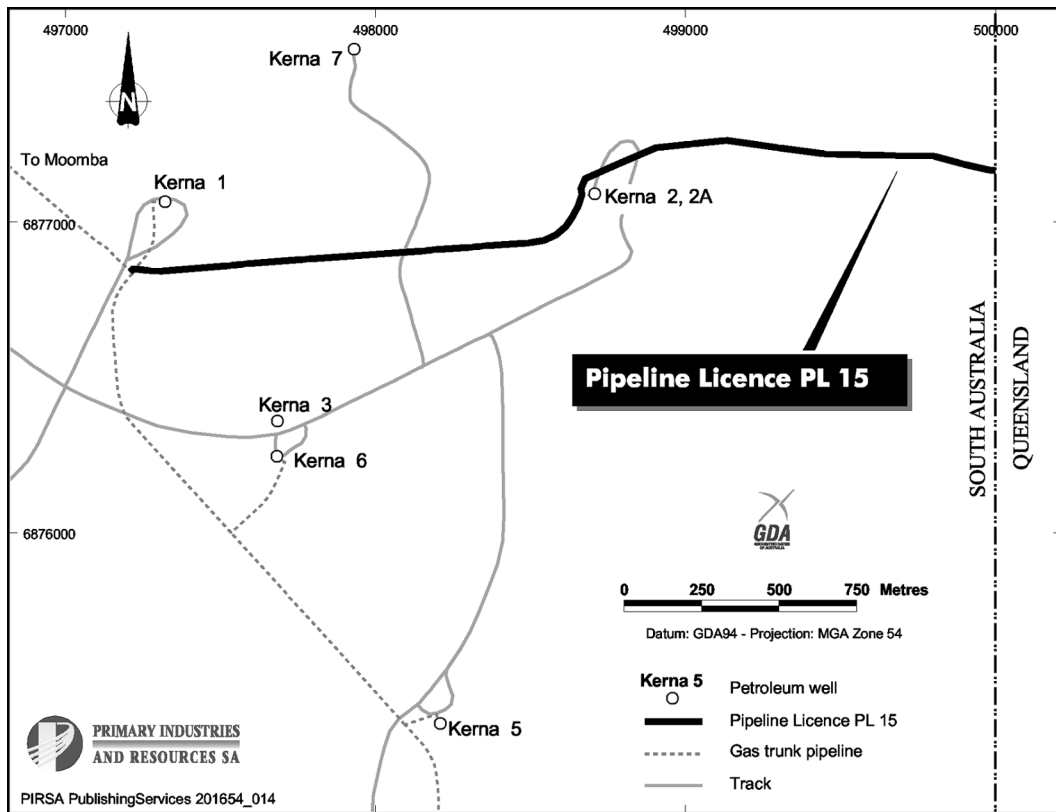 497000
498000
499000
500000
Kerna 7
N
To Moomba
Kerna 1
Kerna 2, 2A
6877000
Pipeline Licence PL 15
SOUTH AUSTRALIA
QUEENSLAND
Kerna 3
Kerna 6
6876000
GDA
0 250 500 750 Metres
Datum: GDA94 - Projection: MGA Zone 54
Kerna 5
Petroleum well
Pipeline Licence PL 15
Gas trunk pipeline
Track
Kerna 5
PRIMARY INDUSTRIES
AND RESOURCES SA
PIRSA PublishingServices 201654_014